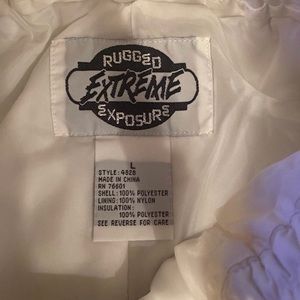 RUGGED
EXTREME
EXPOSURE
L
STYLE: 4828
MADE IN CHINA
RN 76601
SHELL: 100% POLYESTER
LINING: 100% NYLON
INSULATION:
100% POLYESTER
SEE REVERSE FOR CARE